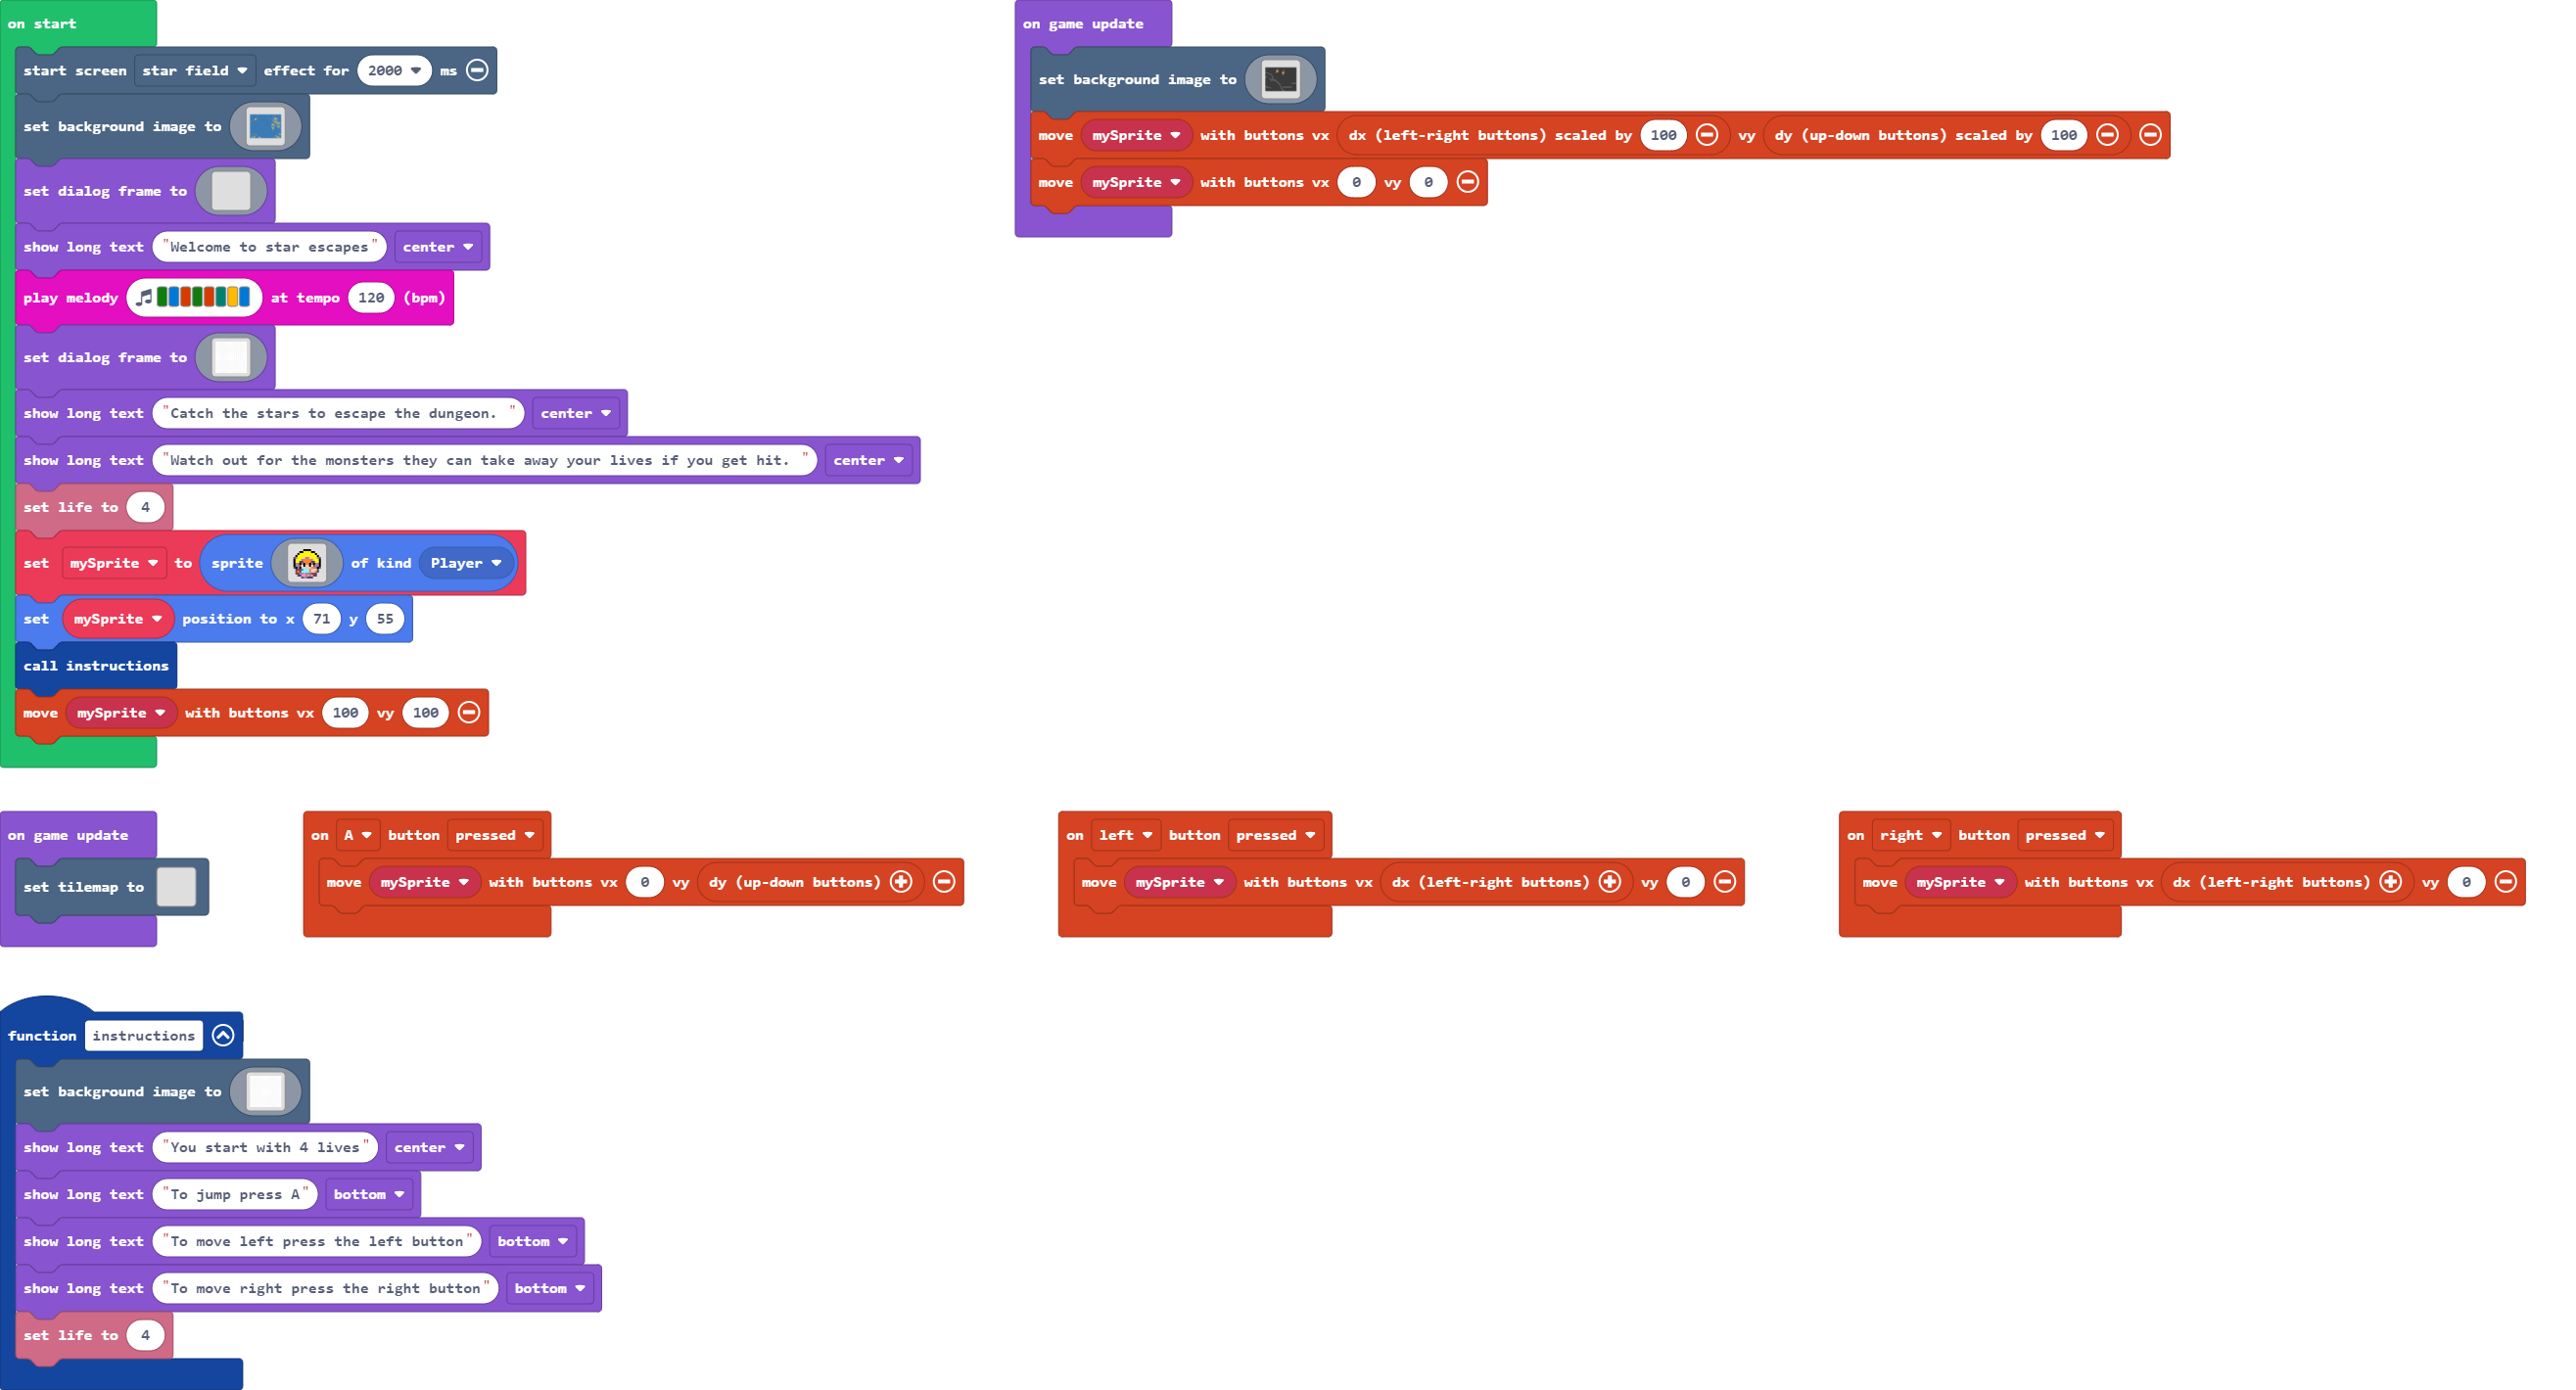 on start
start screen star field effect for 2000 ms
set background image to
set dialog frame to
show long text "Welcome to star escapes" center
play melody at tempo 120 (bpm)
set dialog frame to
show long text "Catch the stars to escape the dungeon. " center
show long text "Watch out for the monsters they can take away your lives if you get hit. " center
set life to 4
set mySprite to sprite of kind Player
set mySprite position to x 71 y 55
call instructions
move mySprite with buttons vx 100 vy 100
on game update
set background image to
move mySprite with buttons vx dx (left-right buttons) scaled by 100 vy dy (up-down buttons) scaled by 100
move mySprite with buttons vx 0 vy 0
on game update
set tilemap to
on A button pressed
move mySprite with buttons vx 0 vy dy (up-down buttons)
on left button pressed
move mySprite with buttons vx dx (left-right buttons) vy 0
on right button pressed
move mySprite with buttons vx dx (left-right buttons) vy 0
function instructions
set background image to
show long text "You start with 4 lives" center
show long text "To jump press A" bottom
show long text "To move left press the left button" bottom
show long text "To move right press the right button" bottom
set life to 4